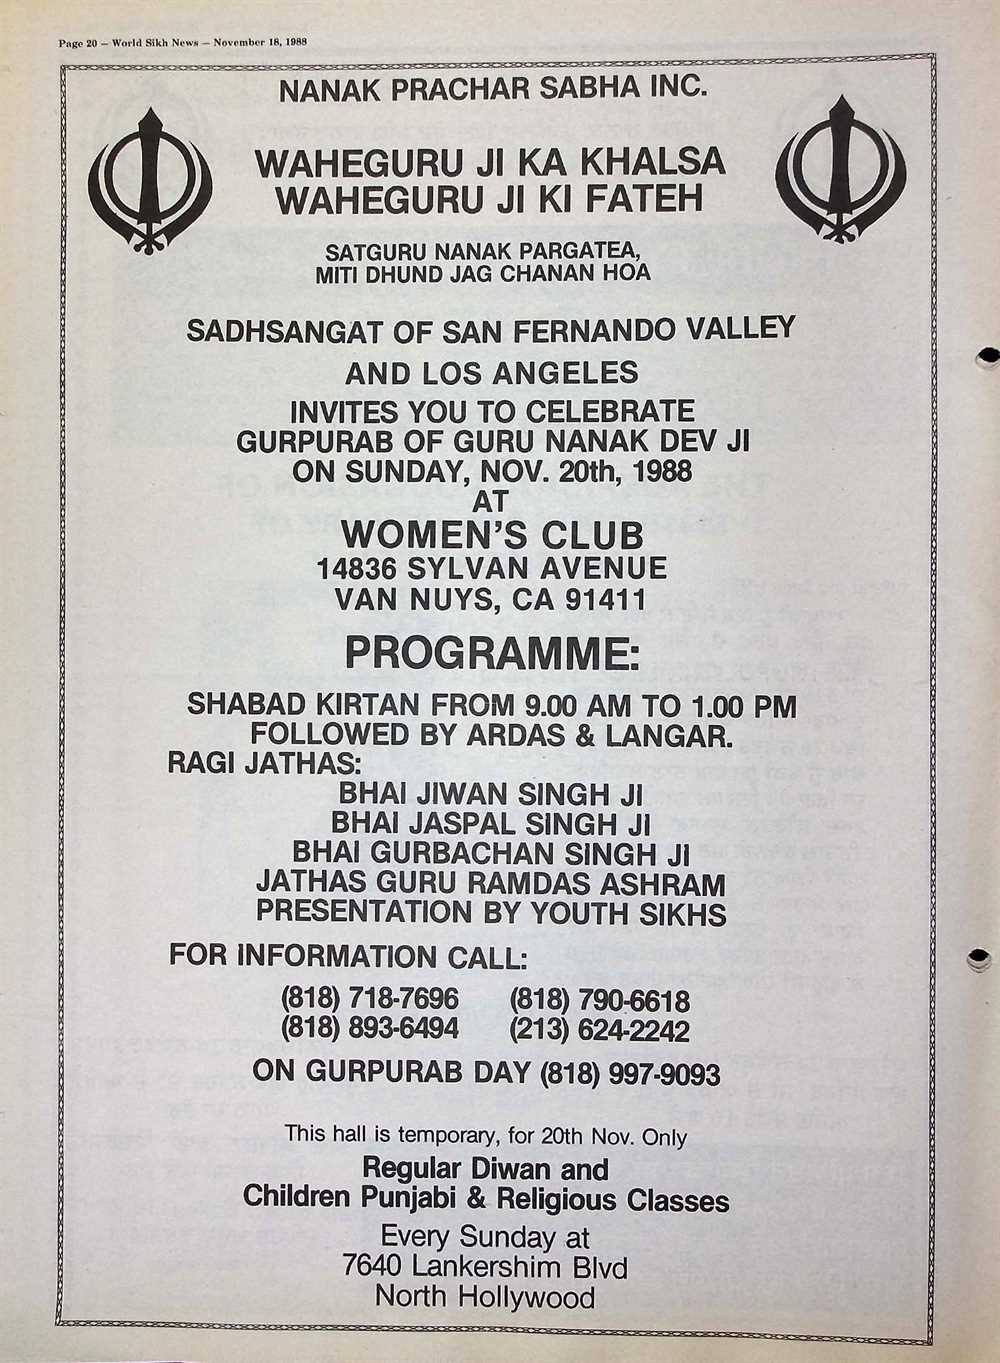 Page 20 – World Sikh News – November 18, 1988
NANAK PRACHAR SABHA INC.
WAHEGURU JI KA KHALSA
WAHEGURU JI KI FATEH
SATGURU NANAK PARGATEA,
MITI DHUND JAG CHANAN HOA
SADHSANGAT OF SAN FERNANDO VALLEY
AND LOS ANGELES
INVITES YOU TO CELEBRATE
GURPURAB OF GURU NANAK DEV JI
ON SUNDAY, NOV. 20th, 1988
AT
WOMEN'S CLUB
14836 SYLVAN AVENUE
VAN NUYS, CA 91411
PROGRAMME:
SHABAD KIRTAN FROM 9.00 AM TO 1.00 PM
FOLLOWED BY ARDAS & LANGAR.
RAGI JATHAS:
BHAI JIWAN SINGH JI
BHAI JASPAL SINGH JI
BHAI GURBACHAN SINGH JI
JATHAS GURU RAMDAS ASHRAM
PRESENTATION BY YOUTH SIKHS
FOR INFORMATION CALL:
(818) 718-7696 (818) 790-6618
(818) 893-6494 (213) 624-2242
ON GURPURAB DAY (818) 997-9093
This hall is temporary, for 20th Nov. Only
Regular Diwan and
Children Punjabi & Religious Classes
Every Sunday at
7640 Lankershim Blvd
North Hollywood